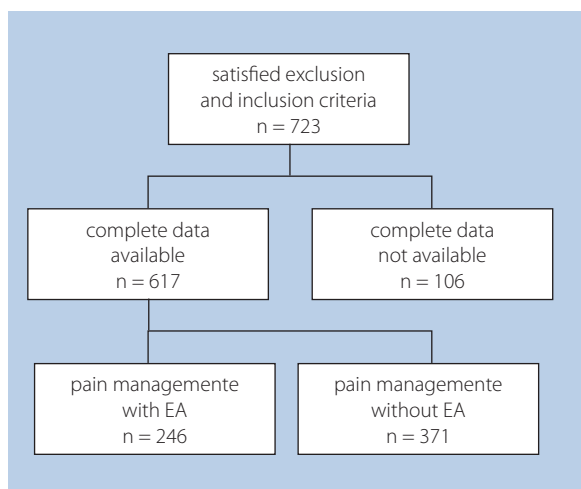 satisfied exclusion
and inclusion criteria
n = 723
complete data
available
n = 617
complete data
not available
n = 106
pain managemente
with EA
n = 246
pain managemente
without EA
n = 371